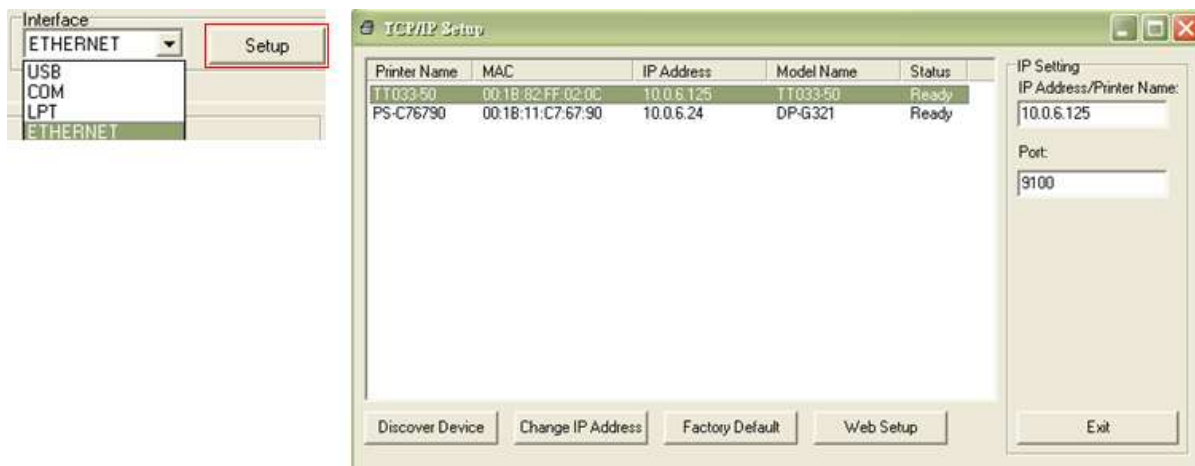 Interface
ETHERNET
Setup
USB
COM
LPT
ETHERNET
TCP/IP Setup
Printer Name MAC IP Address Model Name Status
TT033-50 00:1B:82:FF:02:0C 10.0.6.125 TT033-50 Ready
PS-C76790 00:1B:11:C7:67:90 10.0.6.24 DP-G321 Ready
IP Setting
IP Address/Printer Name:
10.0.6.125
Port:
9100
Discover Device Change IP Address Factory Default Web Setup Exit